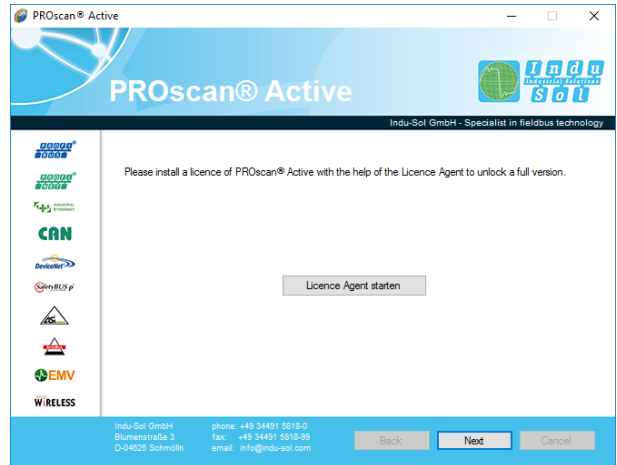 PROscan® Active
PROscan® Active
Indu
Industrial Solutions
Sol
Indu-Sol GmbH - Specialist in fieldbus technology
Please install a licence of PROscan® Active with the help of the Licence Agent to unlock a full version.
Licence Agent starten
INDUSTRIAL
ETHERNET
CAN
DeviceNet
SafetyBUS p
EMV
WIRELESS
Indu-Sol GmbH
Blumenstraße 3
D-04626 Schmölln
phone: +49 34491 5818-0
fax: +49 34491 5818-99
email: info@indu-sol.com
Back
Next
Cancel